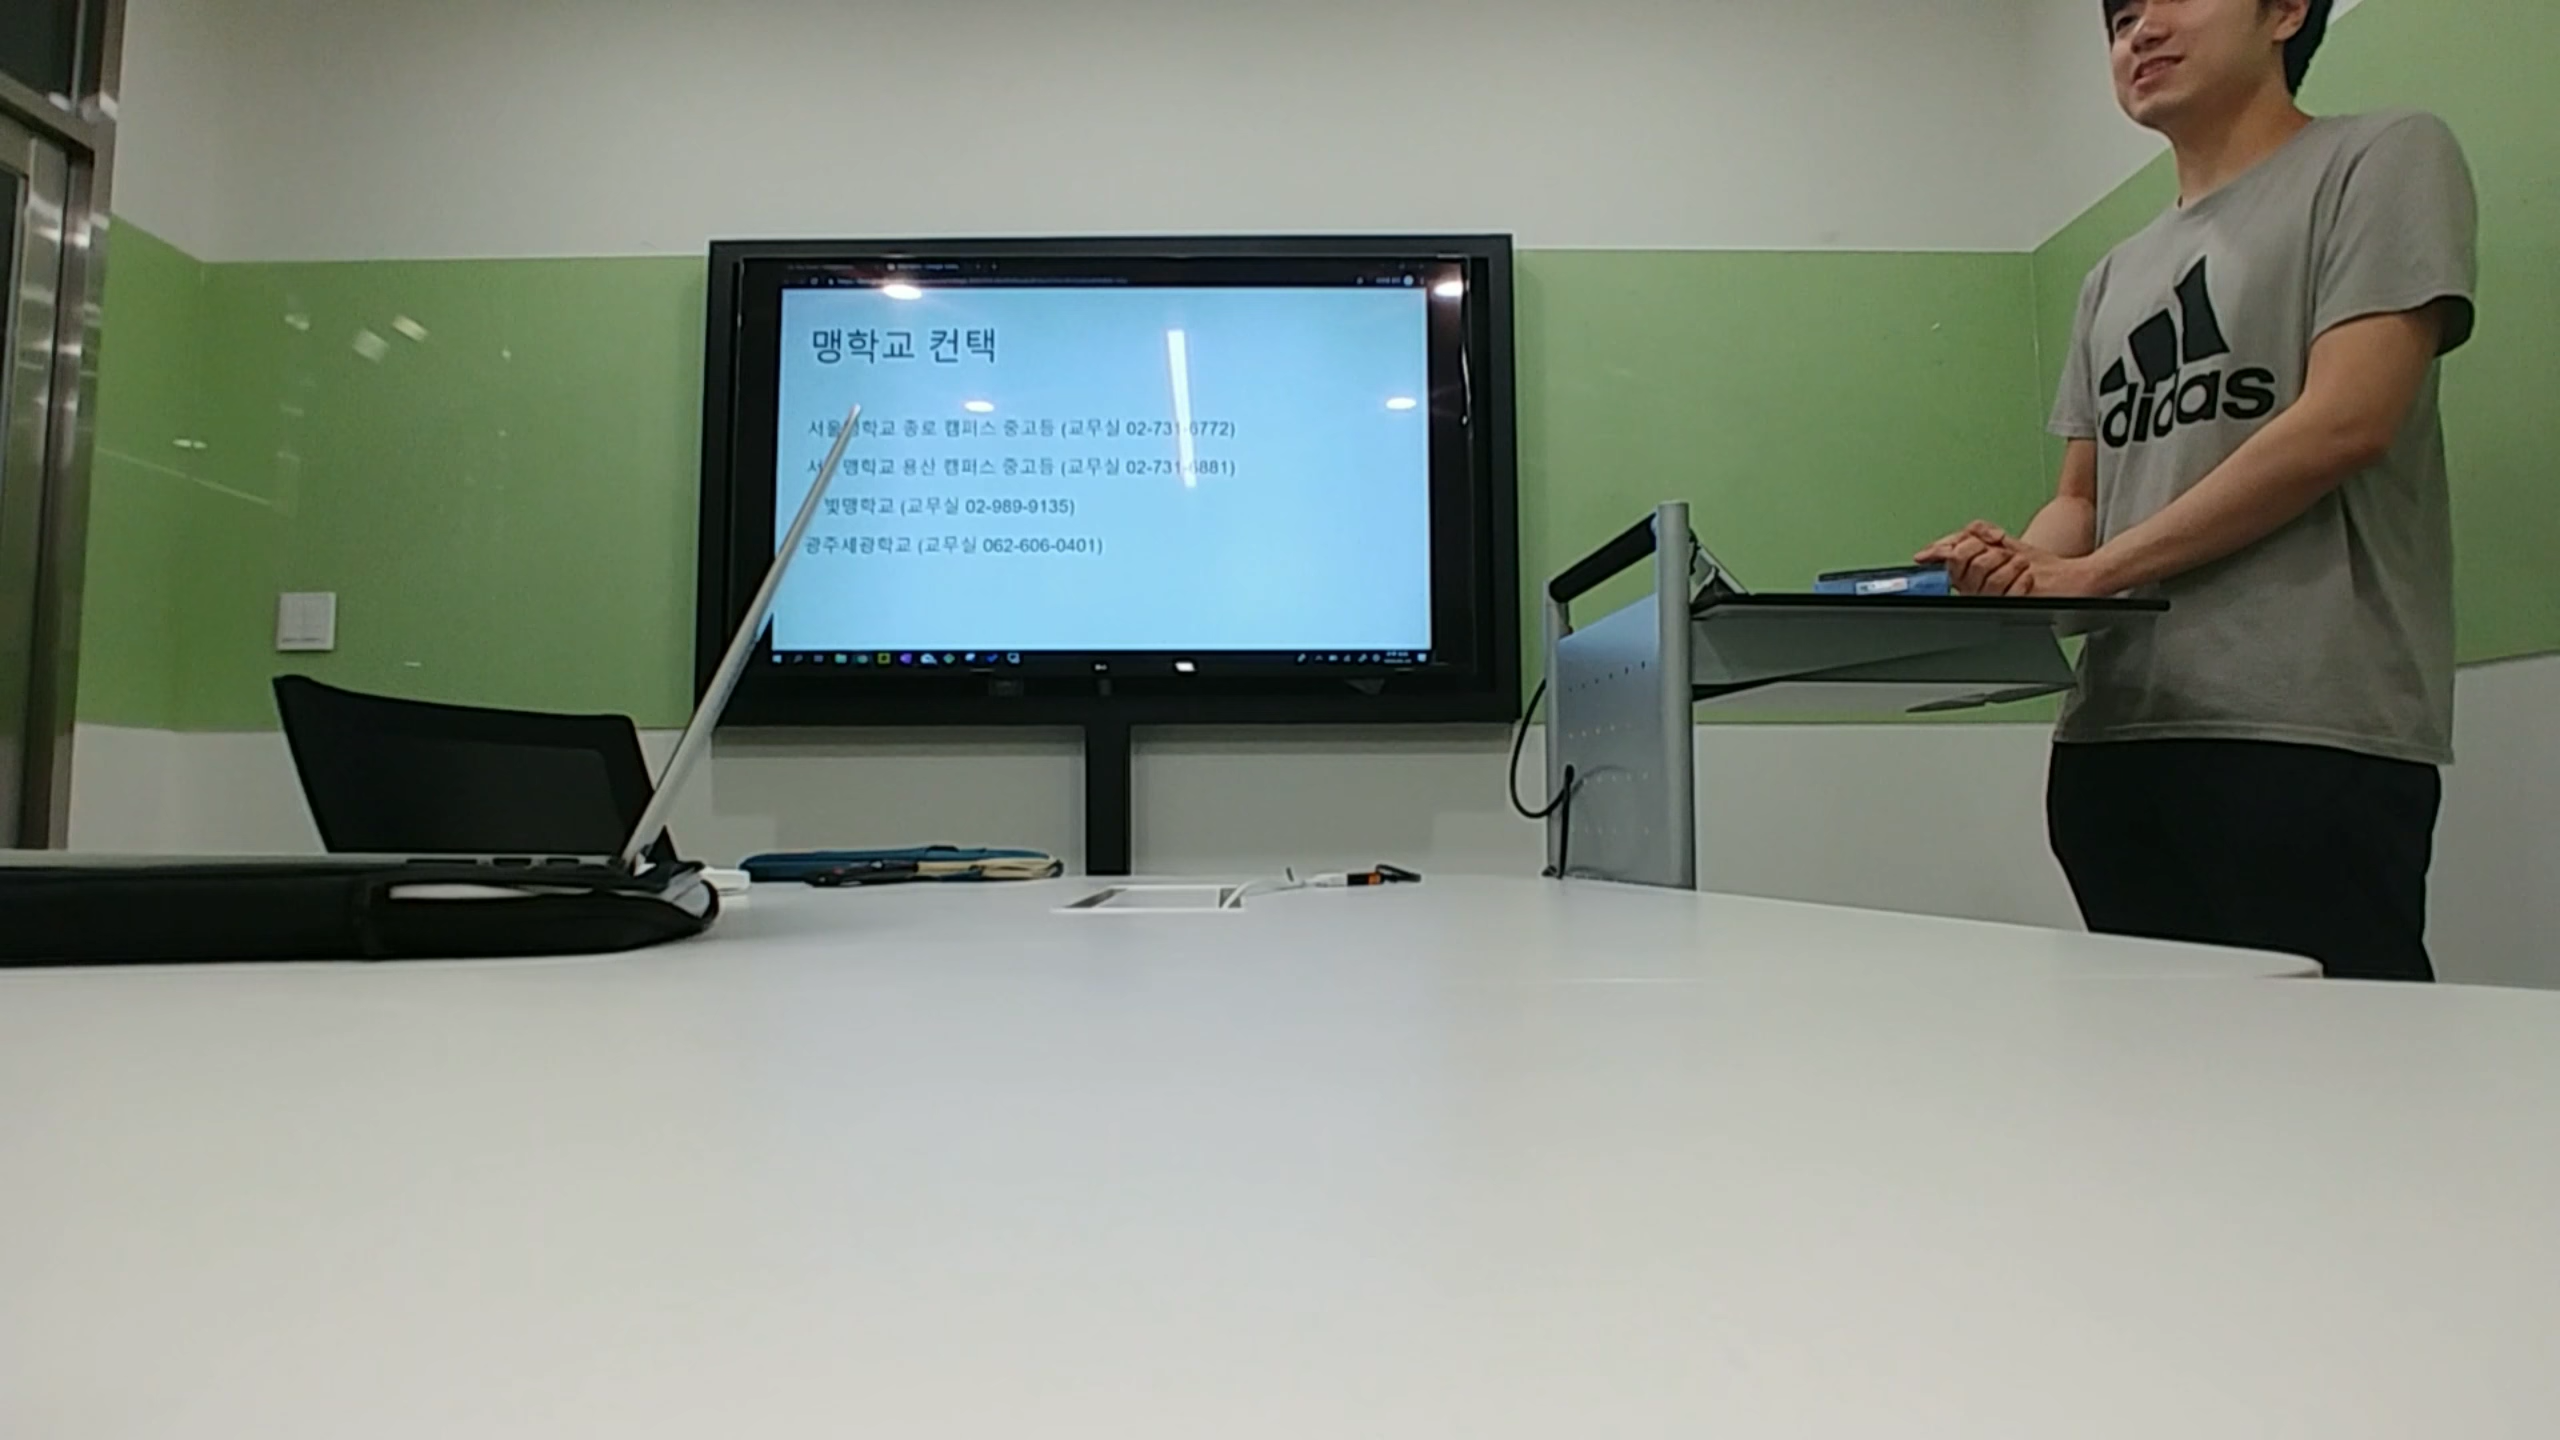 맹학교 컨택
학교 종로 캠퍼스 중고등 (교무실 02-731-6772)
맹학교 용산 캠퍼스 중고등 (교무실 02-731-6881)
빛맹학교 (교무실 02-989-9135)
광주세광학교 (교무실 062-606-0401)
adidas